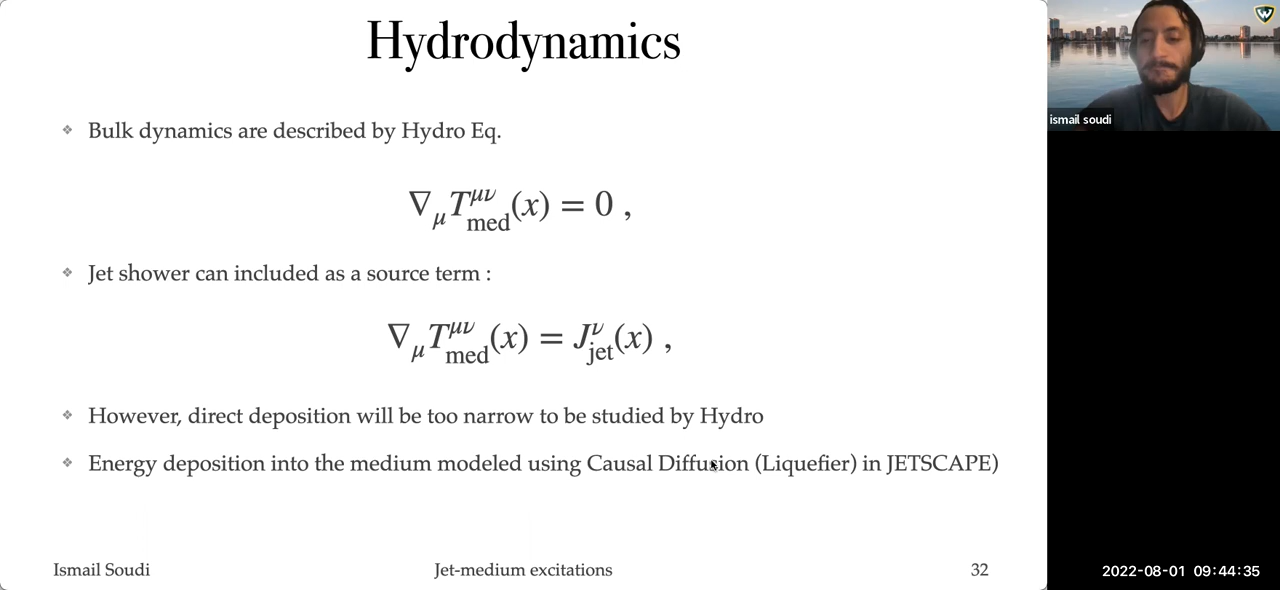 Hydrodynamics
❖ Bulk dynamics are described by Hydro Eq.
∇_μ T^{μν}_{med}(x) = 0 ,
❖ Jet shower can included as a source term :
∇_μ T^{μν}_{med}(x) = J^ν_{jet}(x) ,
❖ However, direct deposition will be too narrow to be studied by Hydro
❖ Energy deposition into the medium modeled using Causal Diffusion (Liquefier) in JETSCAPE)
Ismail Soudi
Jet-medium excitations
32
ismail soudi
W
2022-08-01 09:44:35